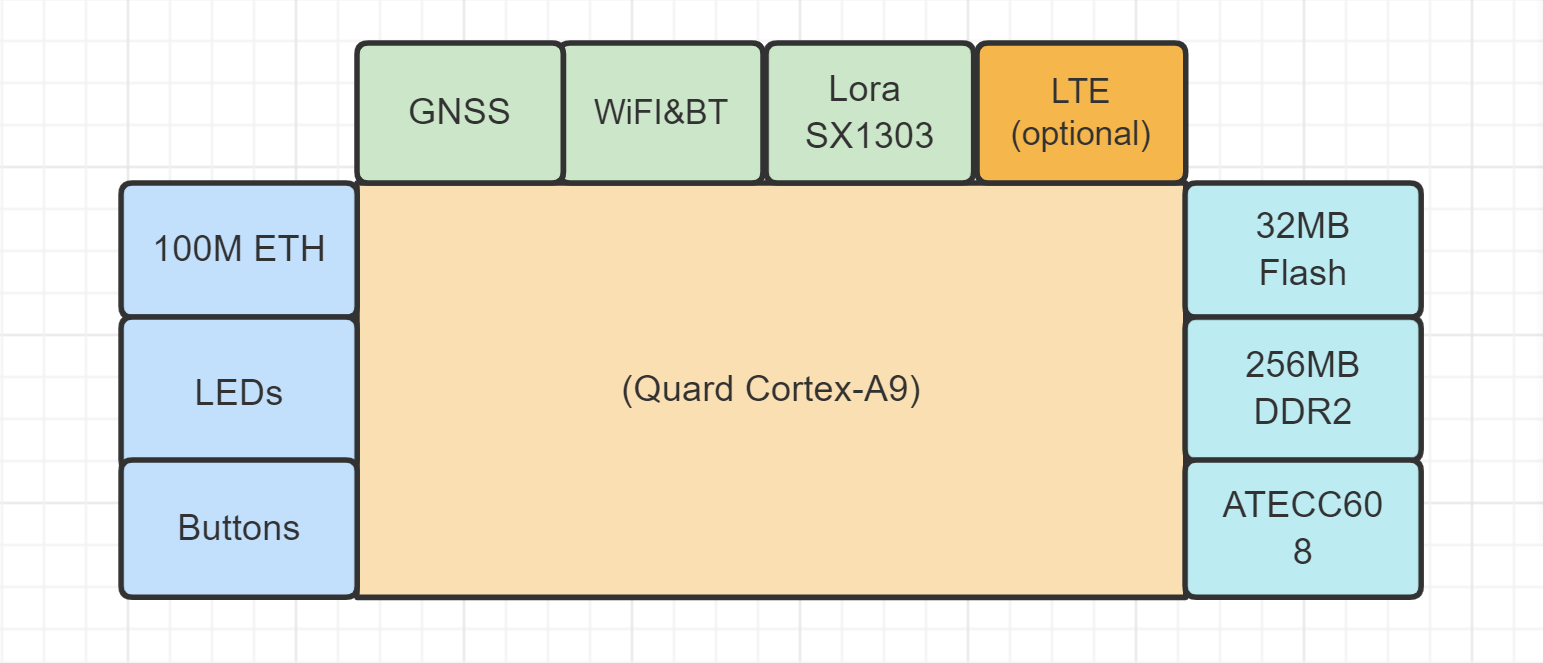 GNSS
WiFI&BT
Lora
SX1303
LTE
(optional)
100M ETH
LEDs
Buttons
(Quard Cortex-A9)
32MB
Flash
256MB
DDR2
ATECC60
8